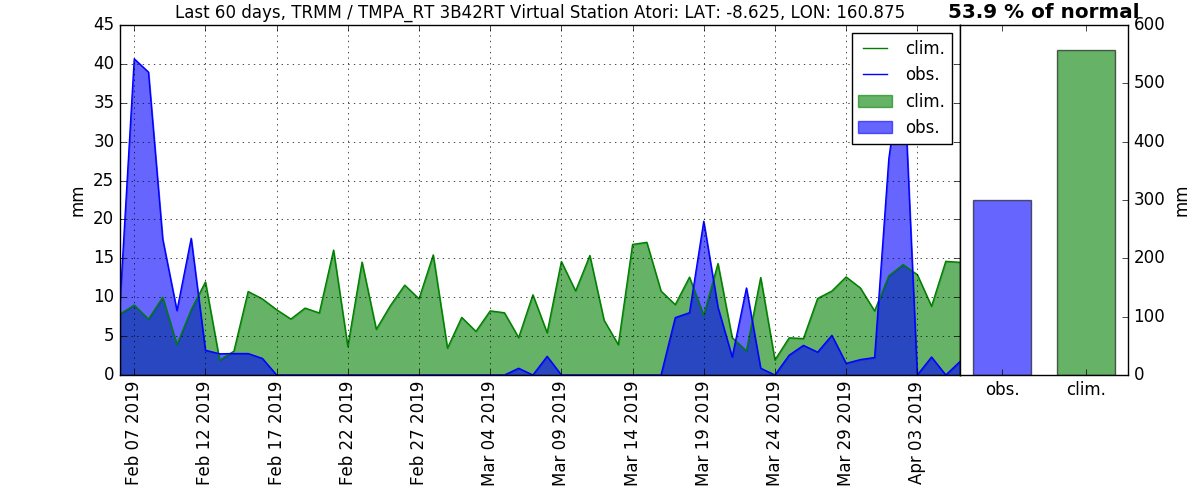 Last 60 days, TRMM / TMPA_RT 3B42RT Virtual Station Atori: LAT: -8.625, LON: 160.875
53.9 % of normal
45
40
35
30
25
20
15
10
5
0
mm
clim.
obs.
clim.
obs.
Feb 07 2019
Feb 12 2019
Feb 17 2019
Feb 22 2019
Feb 27 2019
Mar 04 2019
Mar 09 2019
Mar 14 2019
Mar 19 2019
Mar 24 2019
Mar 29 2019
Apr 03 2019
600
500
400
300
200
100
0
mm
obs.
clim.